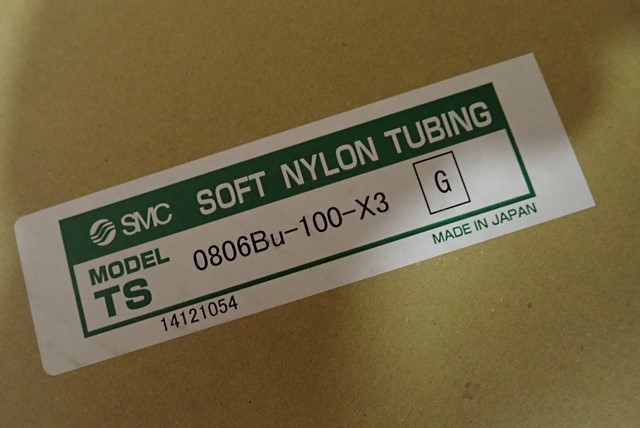 SMC SOFT NYLON TUBING
MODEL
TS 0806Bu-100-X3 G
14121054
MADE IN JAPAN